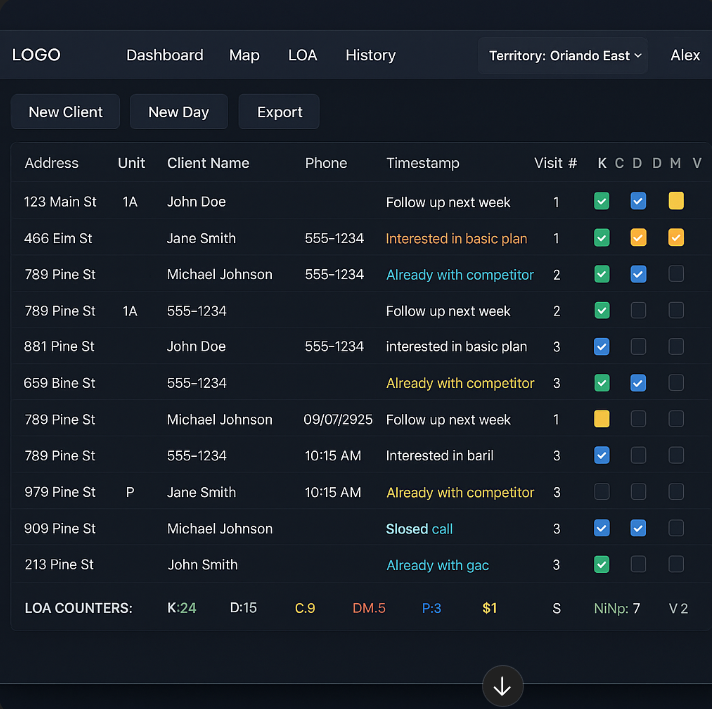 LOGO Dashboard Map LOA History Territory: Oriando East Alex
New Client New Day Export
Address Unit Client Name Phone Timestamp Visit # K C D D M V
123 Main St 1A John Doe Follow up next week 1
466 Eim St Jane Smith 555-1234 Interested in basic plan 1
789 Pine St Michael Johnson 555-1234 Already with competitor 2
789 Pine St 1A 555-1234 Follow up next week 2
881 Pine St John Doe 555-1234 interested in basic plan 3
659 Bine St 555-1234 Already with competitor 3
789 Pine St Michael Johnson 09/07/2925 Follow up next week 1
789 Pine St 555-1234 10:15 AM Interested in baril 3
979 Pine St P Jane Smith 10:15 AM Already with competitor 3
909 Pine St Michael Johnson Slosed call 3
213 Pine St John Smith Already with gac 3
LOA COUNTERS: K:24 D:15 C.9 DM.5 P:3 $1 S NiNp: 7 V 2